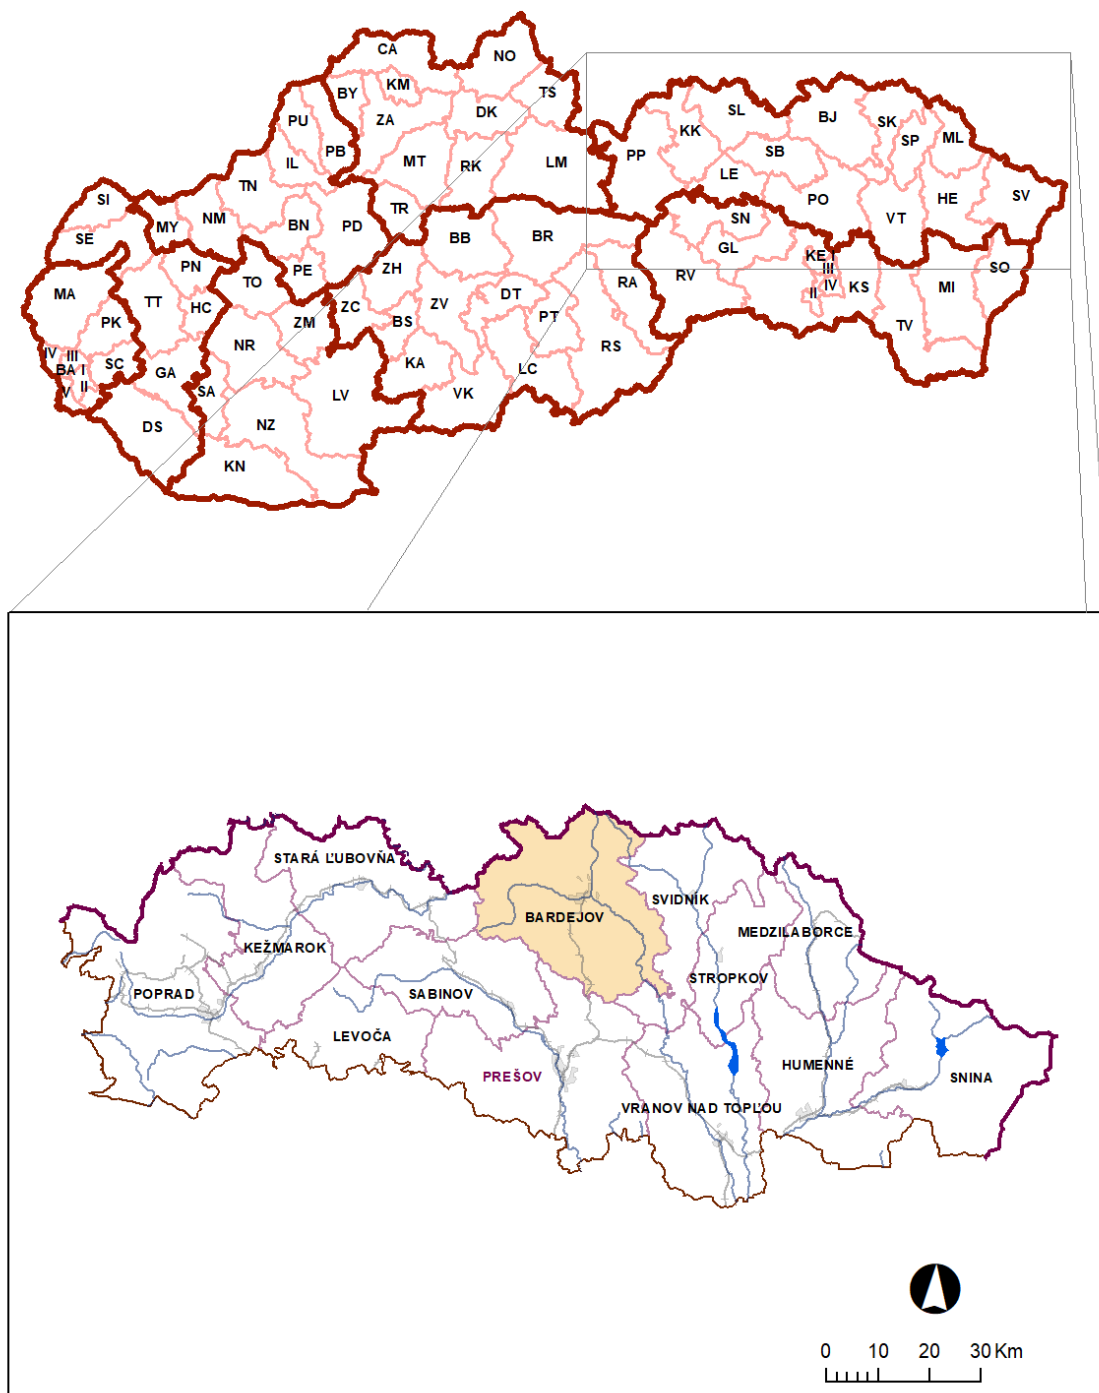 CA
NO
BY
KM
TS
PU
ZA
DK
SL
BJ
SK
KK
SP
ML
PP
SB
PB
MT
RK
LM
IL
LE
TN
SI
TR
PO
HE
SV
MY
NM
BN
PD
SN
VT
SE
BB
BR
GL
KE I
PN
PE
ZH
III
SO
MA
TO
RA
RV
IV
KS
MI
TT
HC
ZC
ZV
DT
II
PK
ZM
BS
PT
TV
NR
RS
IV
III
SC
KA
BA
I
GA
LC
V
II
SA
LV
VK
DS
NZ
KN
STARÁ ĽUBOVŇA
SVIDNÍK
BARDEJOV
MEDZILABORCE
KEŽMAROK
STROPKOV
POPRAD
SABINOV
LEVOČA
HUMENNÉ
PREŠOV
SNINA
VRANOV NAD TOPĽOU
0 10 20 30 Km